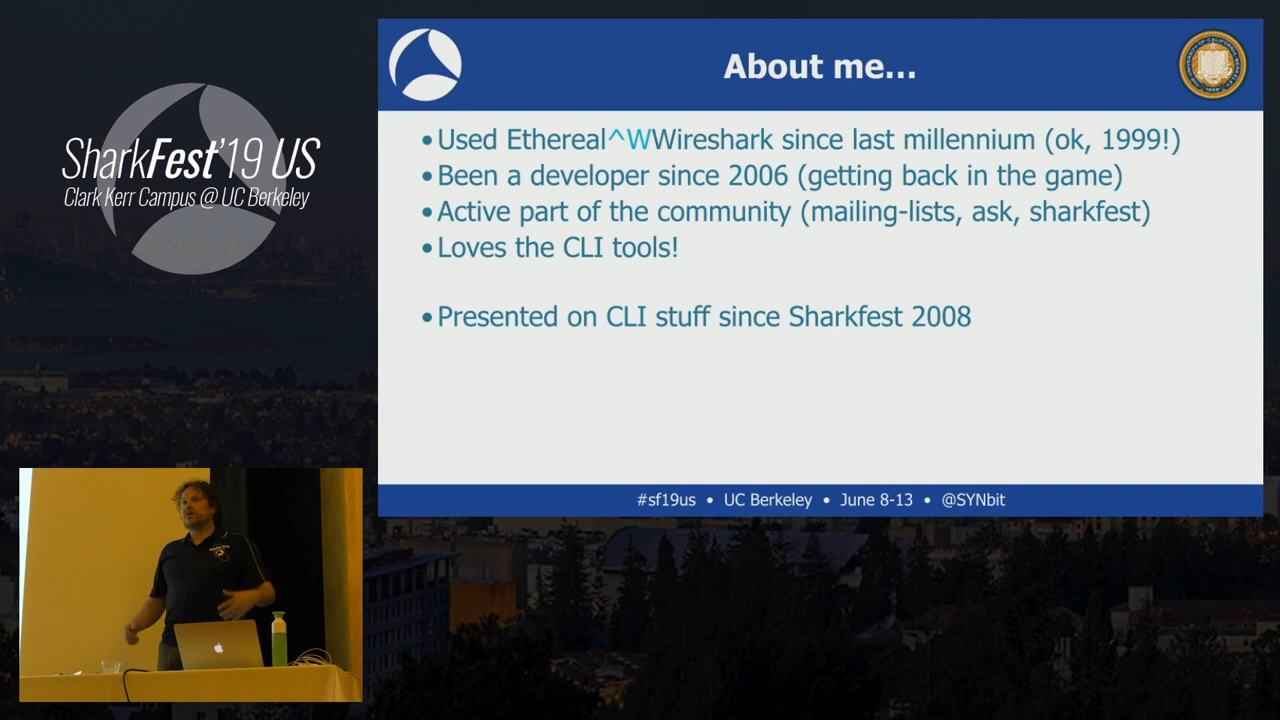 SharkFest'19 US
Clark Kerr Campus @ UC Berkeley
About me...
•Used Ethereal^WWireshark since last millennium (ok, 1999!)
•Been a developer since 2006 (getting back in the game)
•Active part of the community (mailing-lists, ask, sharkfest)
•Loves the CLI tools!
•Presented on CLI stuff since Sharkfest 2008
#sf19us • UC Berkeley • June 8-13 • @SYNbit